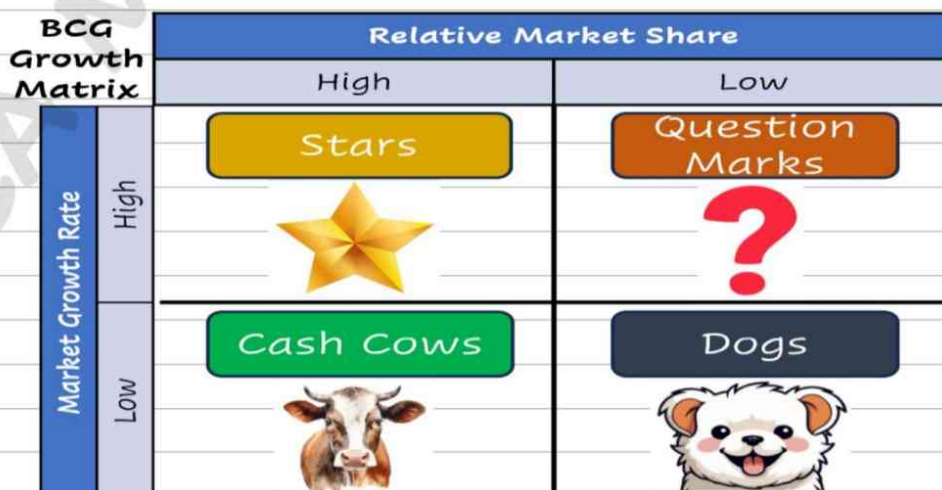 BCG
Growth
Matrix
Relative Market Share
High
Low
Market Growth Rate
High
Stars
Question
Marks
?
Low
Cash Cows
Dogs